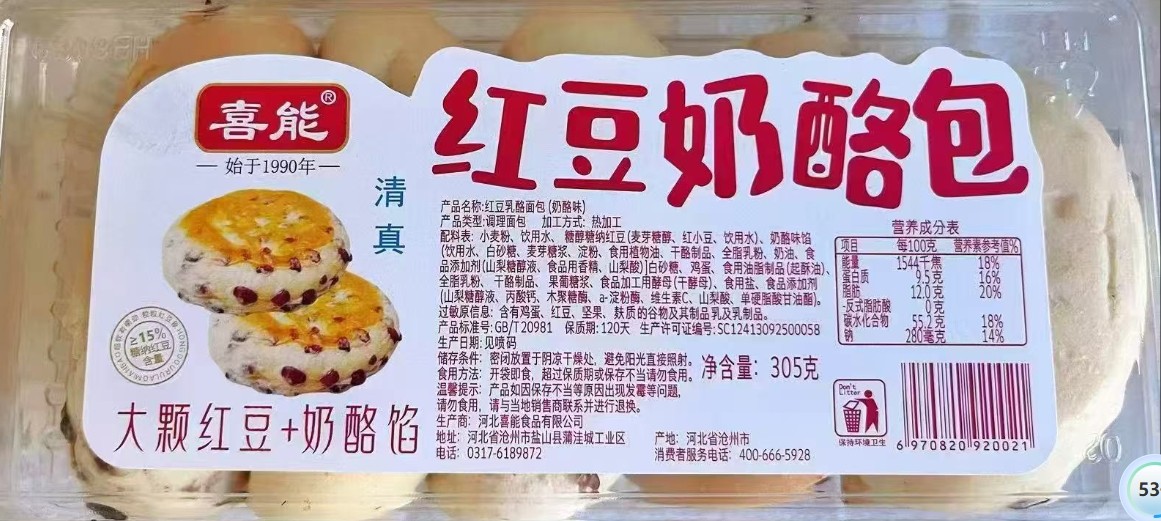 喜能®
始于1990年
清真
≥15%
糖纳红豆
含量
大颗红豆+奶酪馅
红豆奶酪包
产品名称:红豆乳酪面包(奶酪味)
产品类型:调理面包 加工方式: 热加工
配料表: 小麦粉、饮用水、糖醇糖纳红豆(麦芽糖醇、红小豆、饮用水)、奶酪味馅
(饮用水、白砂糖、麦芽糖浆、淀粉、食用植物油、干酪制品、全脂乳粉、奶油、食
品添加剂(山梨糖醇液、食品用香精、山梨酸)]白砂糖、鸡蛋、食用油脂制品(起酥油)、
全脂乳粉、干酪制品、果葡糖浆、食品加工用酵母(干酵母)、食用盐、食品添加剂
(山梨糖醇液、丙酸钙、木聚糖酶、a-淀粉酶、维生素C、山梨酸、单硬脂酸甘油酯)。
过敏原信息: 含有鸡蛋、红豆、坚果、麸质的谷物及其制品乳及乳制品。
产品标准号: GB/T20981 保质期: 120天 生产许可证编号: SC12413092500058
生产日期: 见喷码
储存条件: 密闭放置于阴凉干燥处, 避免阳光直接照射。
食用方法: 开袋即食, 超过保质期或保存不当请勿食用。
净含量: 305克
温馨提示: 产品如因保存不当等原因出现发霉等问题,
请勿食用, 请与当地销售商联系并进行退换。
生产商: 河北喜能食品有限公司
地址: 河北省沧州市盐山县蒲洼城工业区 产地: 河北省沧州市
电话: 0317-6189872 消费者服务电话: 400-666-5928
营养成分表
项目 每100克 营养素参考值%
能量 1544千焦 18%
蛋白质 9.5克 16%
脂肪 12.0克 20%
-反式脂肪酸 0克
碳水化合物 55.2克 18%
钠 280毫克 14%
Don't
Litter
保持环境卫生
6 970820 920021
53